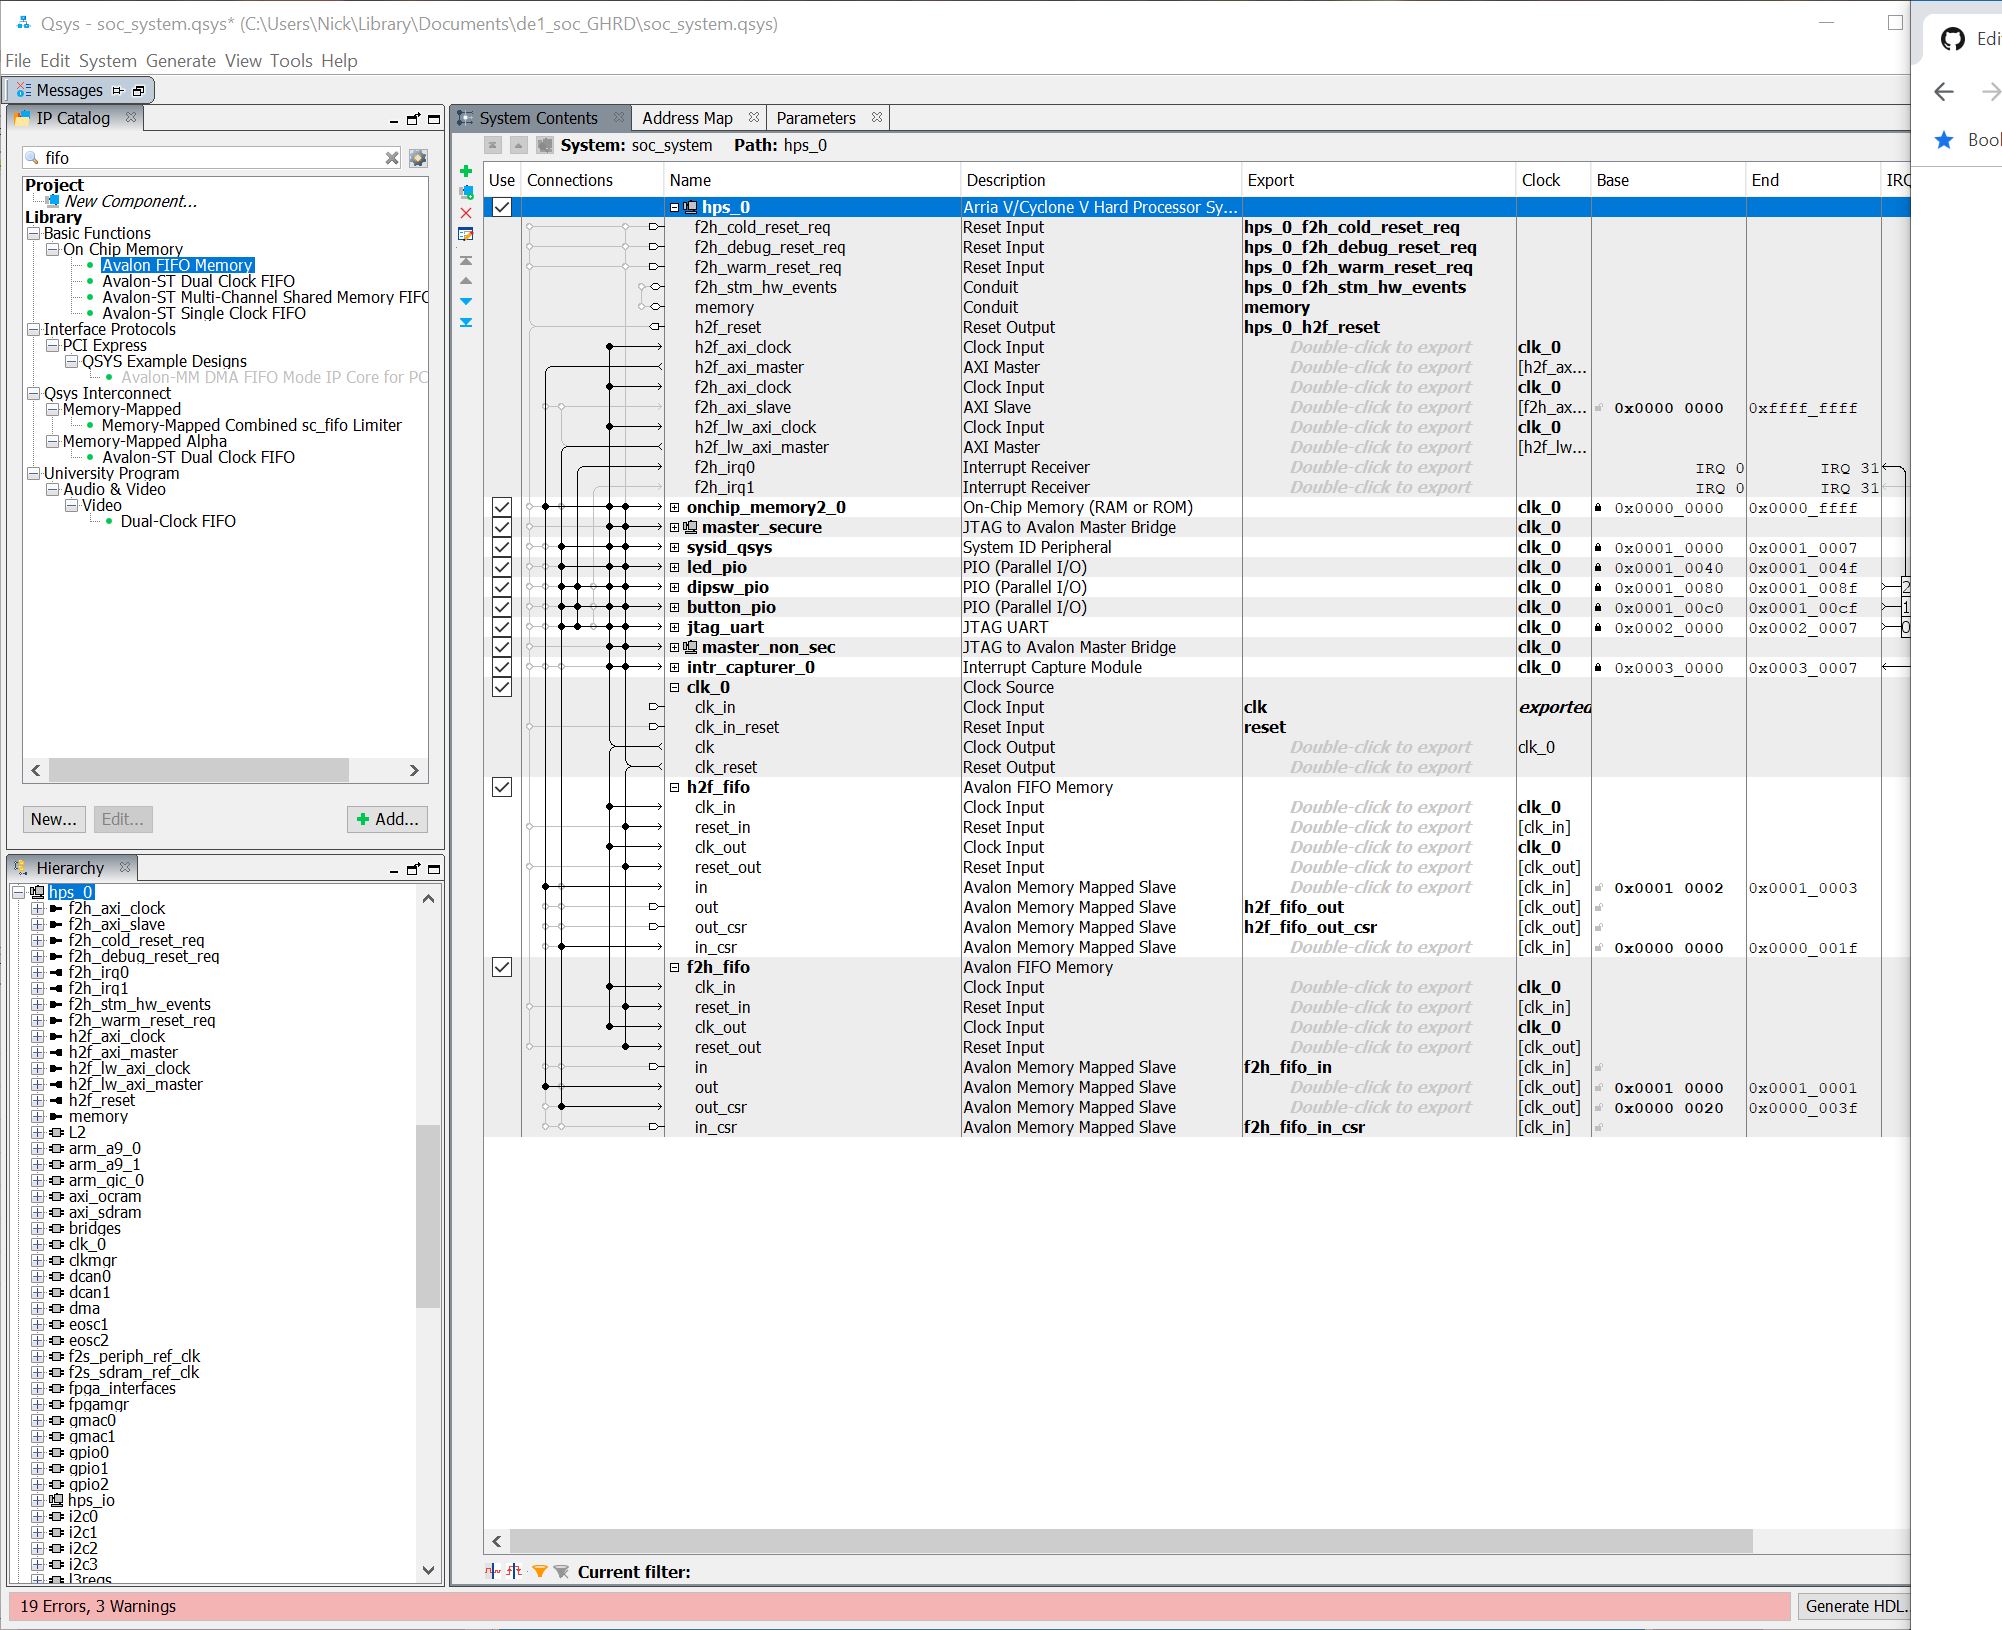 Qsys - soc_system.qsys* (C:\Users\Nick\Library\Documents\de1_soc_GHRD\soc_system.qsys)
File Edit System Generate View Tools Help
Messages
IP Catalog
fifo
Project
New Component...
Library
Basic Functions
On Chip Memory
Avalon FIFO Memory
Avalon-ST Dual Clock FIFO
Avalon-ST Multi-Channel Shared Memory FIFO
Avalon-ST Single Clock FIFO
Interface Protocols
PCI Express
QSYS Example Designs
Avalon-MM DMA FIFO Mode IP Core for PC
Qsys Interconnect
Memory-Mapped
Memory-Mapped Combined sc_fifo Limiter
Memory-Mapped Alpha
Avalon-ST Dual Clock FIFO
University Program
Audio & Video
Video
Dual-Clock FIFO
New... Edit... Add...
Hierarchy
hps_0
f2h_axi_clock
f2h_axi_slave
f2h_cold_reset_req
f2h_debug_reset_req
f2h_irq0
f2h_irq1
f2h_stm_hw_events
f2h_warm_reset_req
h2f_axi_clock
h2f_axi_master
h2f_lw_axi_clock
h2f_lw_axi_master
h2f_reset
memory
L2
arm_a9_0
arm_a9_1
arm_gic_0
axi_ocram
axi_sdram
bridges
clk_0
clkmgr
dcan0
dcan1
dma
eosc1
eosc2
f2s_periph_ref_clk
f2s_sdram_ref_clk
fpga_interfaces
fpgamgr
gmac0
gmac1
gpio0
gpio1
gpio2
hps_io
i2c0
i2c1
i2c2
i2c3
l3regs
System Contents Address Map Parameters
System: soc_system Path: hps_0
Use Connections Name Description Export Clock Base End IRQ
hps_0 Arria V/Cyclone V Hard Processor Sy...
f2h_cold_reset_req Reset Input hps_0_f2h_cold_reset_req
f2h_debug_reset_req Reset Input hps_0_f2h_debug_reset_req
f2h_warm_reset_req Reset Input hps_0_f2h_warm_reset_req
f2h_stm_hw_events Conduit hps_0_f2h_stm_hw_events
memory Conduit memory
h2f_reset Reset Output hps_0_h2f_reset
h2f_axi_clock Clock Input Double-click to export clk_0
h2f_axi_master AXI Master Double-click to export [h2f_ax...
f2h_axi_clock Clock Input Double-click to export clk_0
f2h_axi_slave AXI Slave Double-click to export [f2h_ax... 0x0000_0000 0xffff_ffff
h2f_lw_axi_clock Clock Input Double-click to export clk_0
h2f_lw_axi_master AXI Master Double-click to export [h2f_lw...
f2h_irq0 Interrupt Receiver Double-click to export IRQ 0 IRQ 31
f2h_irq1 Interrupt Receiver Double-click to export IRQ 0 IRQ 31
onchip_memory2_0 On-Chip Memory (RAM or ROM) clk_0 0x0000_0000 0x0000_ffff
master_secure JTAG to Avalon Master Bridge clk_0
sysid_qsys System ID Peripheral clk_0 0x0001_0000 0x0001_0007
led_pio PIO (Parallel I/O) clk_0 0x0001_0040 0x0001_004f
dipsw_pio PIO (Parallel I/O) clk_0 0x0001_0080 0x0001_008f 2
button_pio PIO (Parallel I/O) clk_0 0x0001_00c0 0x0001_00cf 1
jtag_uart JTAG UART clk_0 0x0002_0000 0x0002_0007 0
master_non_sec JTAG to Avalon Master Bridge clk_0
intr_capturer_0 Interrupt Capture Module clk_0 0x0003_0000 0x0003_0007
clk_0 Clock Source
clk_in Clock Input clk exported
clk_in_reset Reset Input reset
clk Clock Output Double-click to export clk_0
clk_reset Reset Output Double-click to export
h2f_fifo Avalon FIFO Memory
clk_in Clock Input Double-click to export clk_0
reset_in Reset Input Double-click to export [clk_in]
clk_out Clock Input Double-click to export clk_0
reset_out Reset Input Double-click to export [clk_out]
in Avalon Memory Mapped Slave Double-click to export [clk_in] 0x0001_0002 0x0001_0003
out Avalon Memory Mapped Slave h2f_fifo_out [clk_out]
out_csr Avalon Memory Mapped Slave h2f_fifo_out_csr [clk_out]
in_csr Avalon Memory Mapped Slave Double-click to export [clk_in] 0x0000_0000 0x0000_001f
f2h_fifo Avalon FIFO Memory
clk_in Clock Input Double-click to export clk_0
reset_in Reset Input Double-click to export [clk_in]
clk_out Clock Input Double-click to export clk_0
reset_out Reset Input Double-click to export [clk_out]
in Avalon Memory Mapped Slave f2h_fifo_in [clk_in]
out Avalon Memory Mapped Slave Double-click to export [clk_out] 0x0001_0000 0x0001_0001
out_csr Avalon Memory Mapped Slave Double-click to export [clk_out] 0x0000_0020 0x0000_003f
in_csr Avalon Memory Mapped Slave f2h_fifo_in_csr [clk_in]
Current filter:
19 Errors, 3 Warnings
Generate HDL...
Edi
Bool